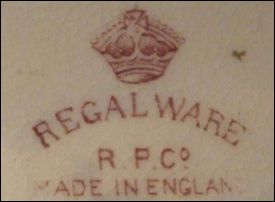 REGAL WARE
R. P. Cº
MADE IN ENGLAND